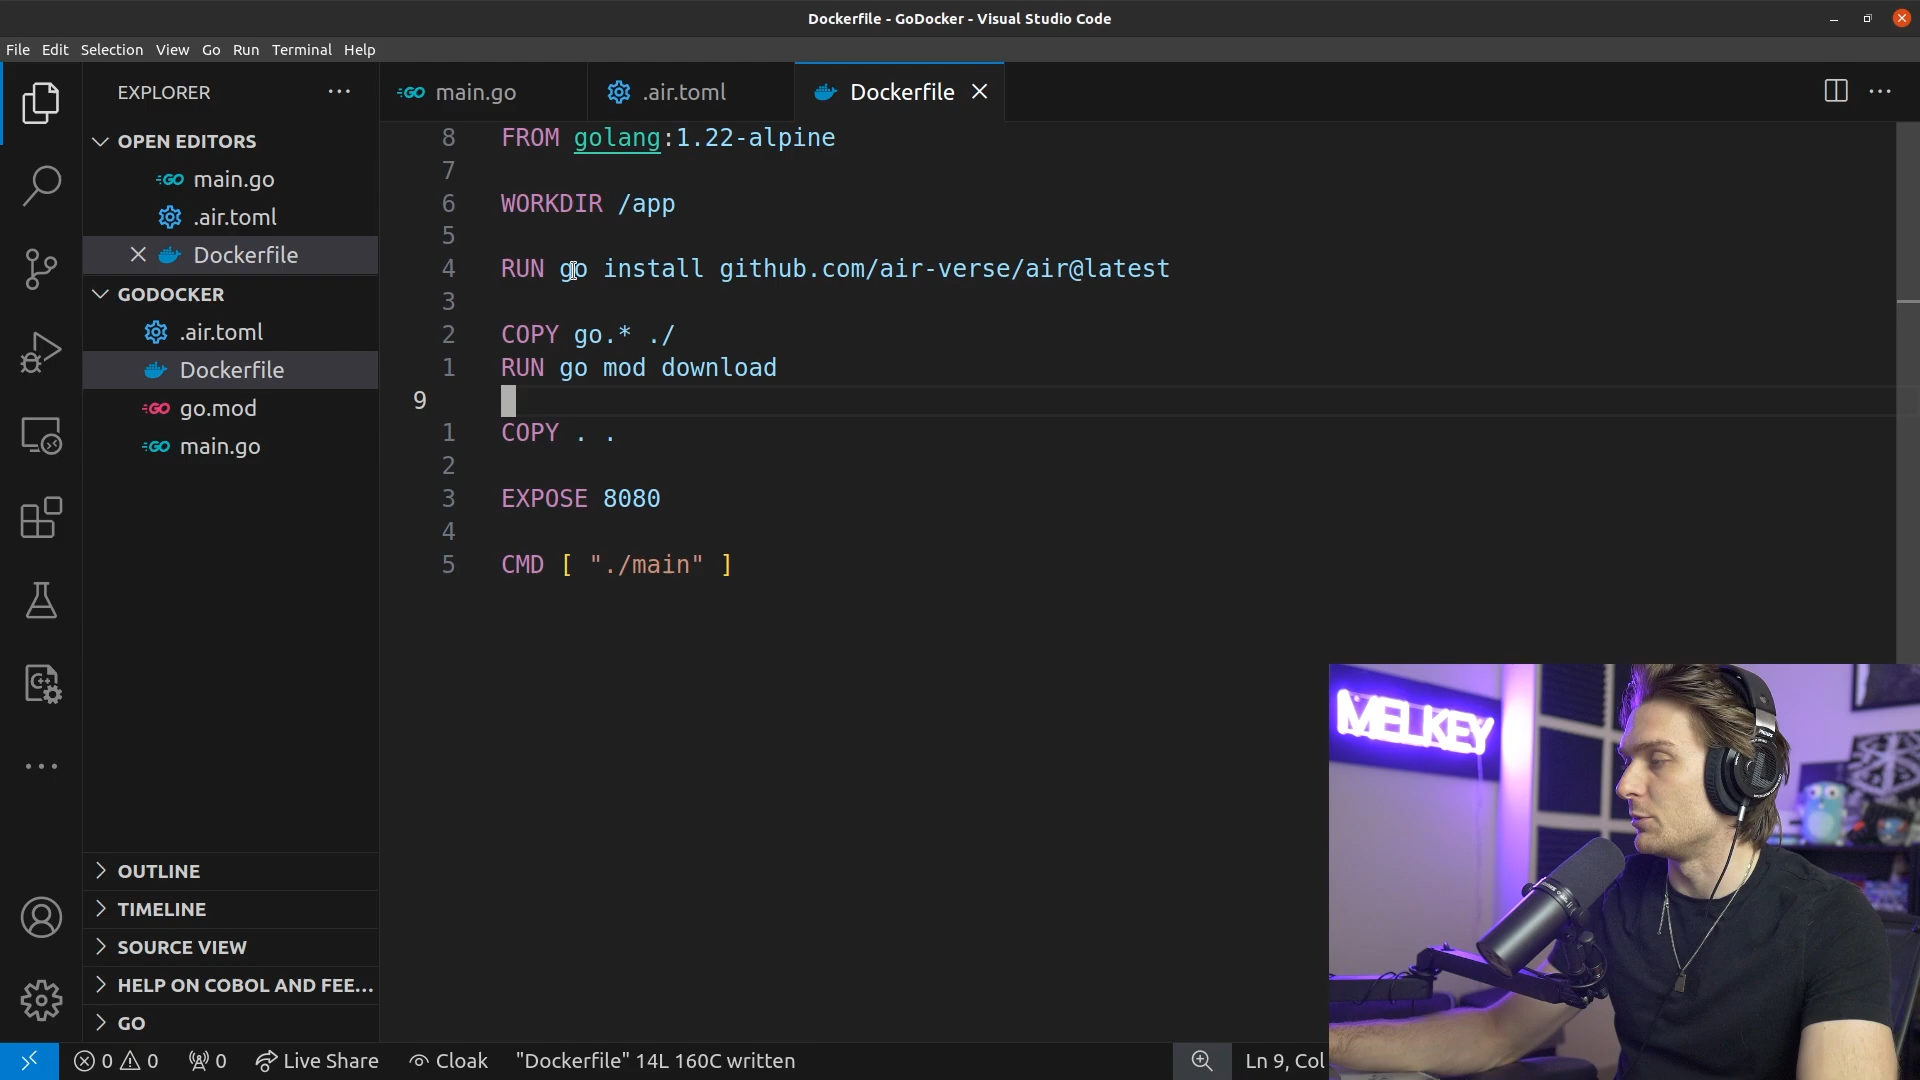 Dockerfile - GoDocker - Visual Studio Code
File Edit Selection View Go Run Terminal Help
EXPLORER
OPEN EDITORS
main.go
.air.toml
Dockerfile
GODOCKER
.air.toml
Dockerfile
go.mod
main.go
OUTLINE
TIMELINE
SOURCE VIEW
HELP ON COBOL AND FEE...
GO
main.go .air.toml Dockerfile
8 FROM golang:1.22-alpine
7
6 WORKDIR /app
5
4 RUN go install github.com/air-verse/air@latest
3
2 COPY go.* ./
1 RUN go mod download
9
1 COPY . .
2
3 EXPOSE 8080
4
5 CMD [ "./main" ]
MELKEY
0 0 0 Live Share Cloak "Dockerfile" 14L 160C written Ln 9, Col